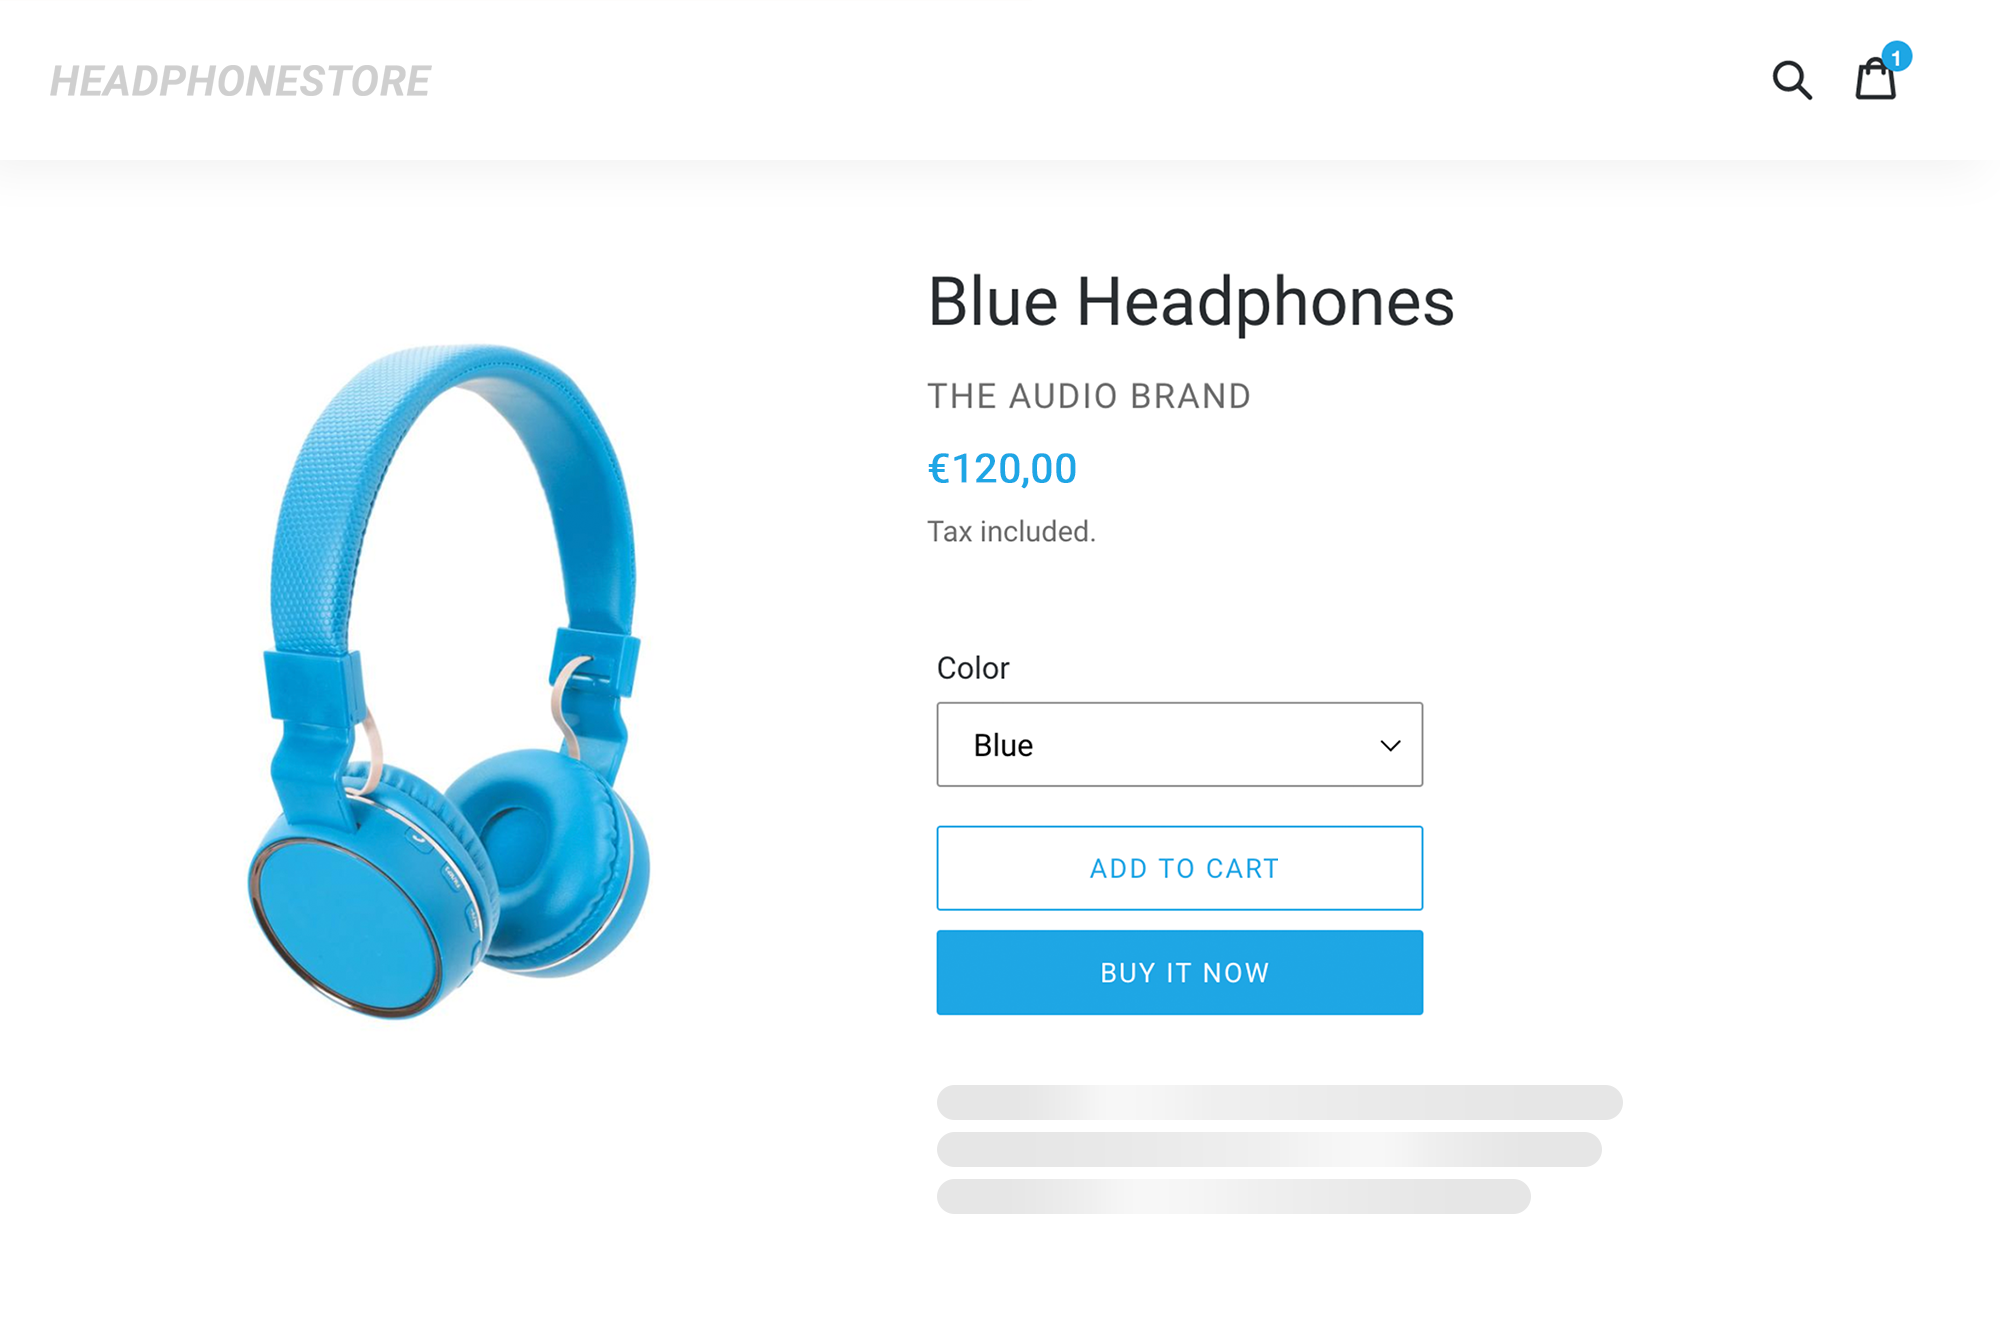 HEADPHONESTORE
1
Blue Headphones
THE AUDIO BRAND
€120,00
Tax included.
Color
Blue
ADD TO CART
BUY IT NOW